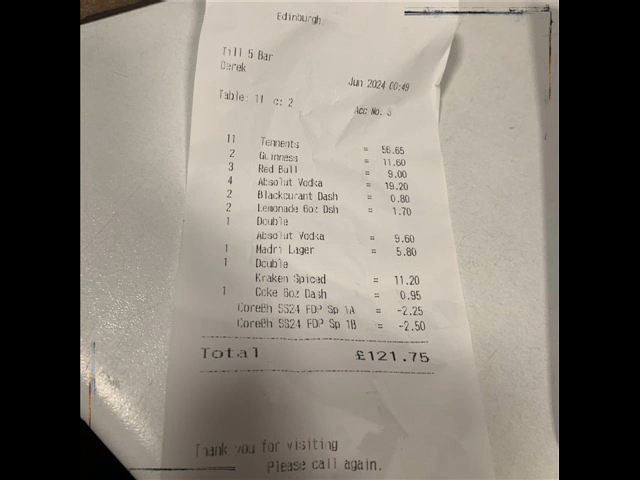 Edinburgh
Till 5 Bar
Derek
Jun 2024 00:49
Table: 11 c: 2
Acc No. 3
11 Tennents = 56.65
2 Guinness = 11.60
3 Red Bull = 9.00
4 Absolut Vodka = 19.20
2 Blackcurant Dash = 0.80
2 Lemonade 6oz Dsh = 1.70
1 Double
Absolut Vodka = 9.60
1 Madri Lager = 5.80
1 Double
Kraken Spiced = 11.20
1 Coke 6oz Dash = 0.95
CoreBh SS24 FDP Sp 1A = -2.25
CoreBh SS24 FDP Sp 1B = -2.50
Total £121.75
Thank you for visiting
Please call again.